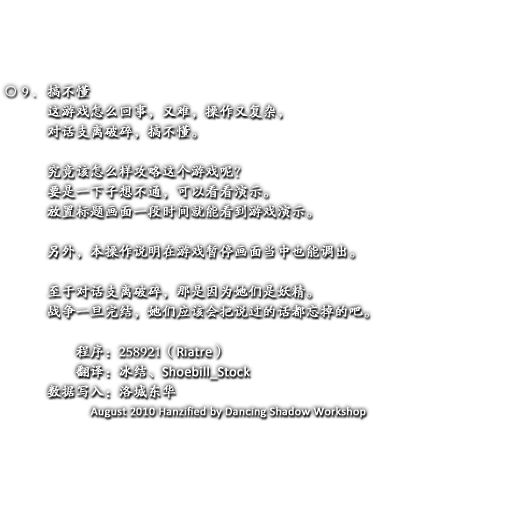 ○9．搞不懂
这游戏怎么回事，又难，操作又复杂，
对话支离破碎，搞不懂。
究竟该怎么样攻略这个游戏呢？
要是一下子想不通，可以看看演示。
放置标题画面一段时间就能看到游戏演示。
另外，本操作说明在游戏暂停画面当中也能调出。
至于对话支离破碎，那是因为她们是妖精。
战争一旦完结，她们应该会把说过的话都忘掉的吧。
程序：258921（Riatre）
翻译：冰结、Shoebill_Stock
数据写入：洛城东华
August 2010 Hanzified by Dancing Shadow Workshop